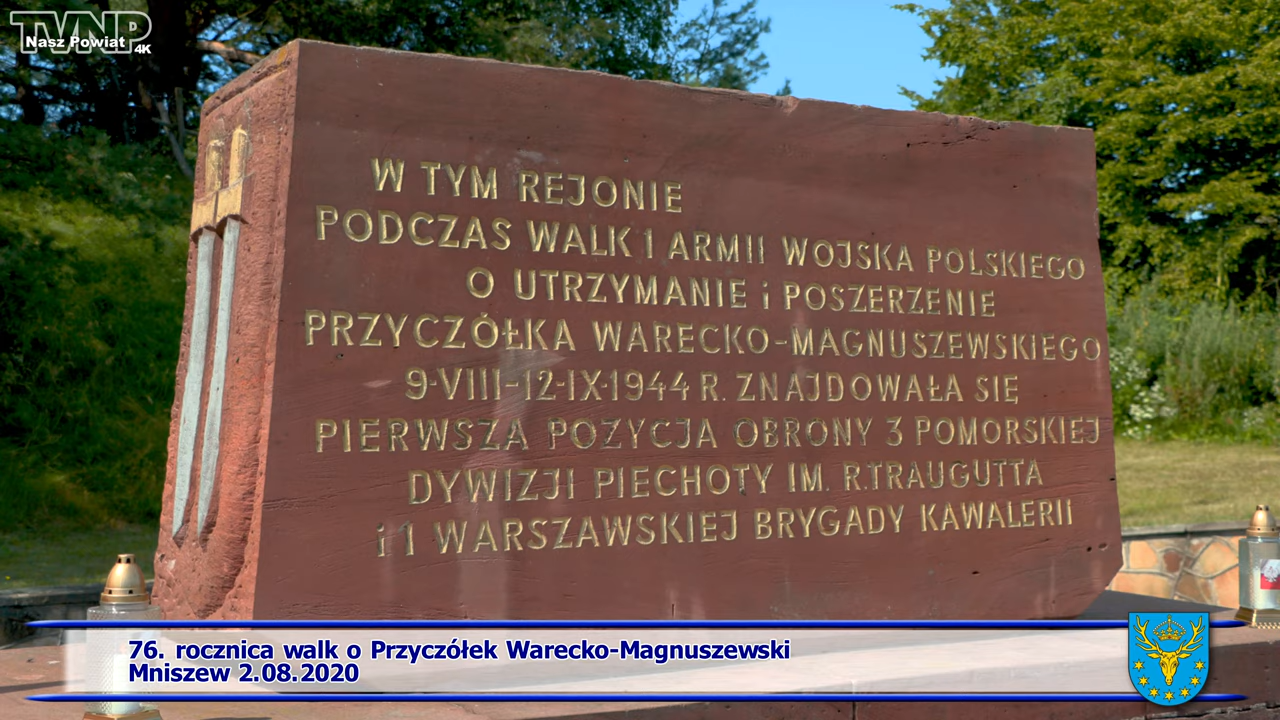 TVNP
Nasz Powiat 4K
W TYM REJONIE
PODCZAS WALK 1 ARMII WOJSKA POLSKIEGO
O UTRZYMANIE i POSZERZENIE
PRZYCZÓŁKA WARECKO-MAGNUSZEWSKIEGO
9-VIII-12-IX-1944 R. ZNAJDOWAŁA SIĘ
PIERWSZA POZYCJA OBRONY 3 POMORSKIEJ
DYWIZJI PIECHOTY IM. R.TRAUGUTTA
i 1 WARSZAWSKIEJ BRYGADY KAWALERII
76. rocznica walk o Przyczółek Warecko-Magnuszewski
Mniszew 2.08.2020